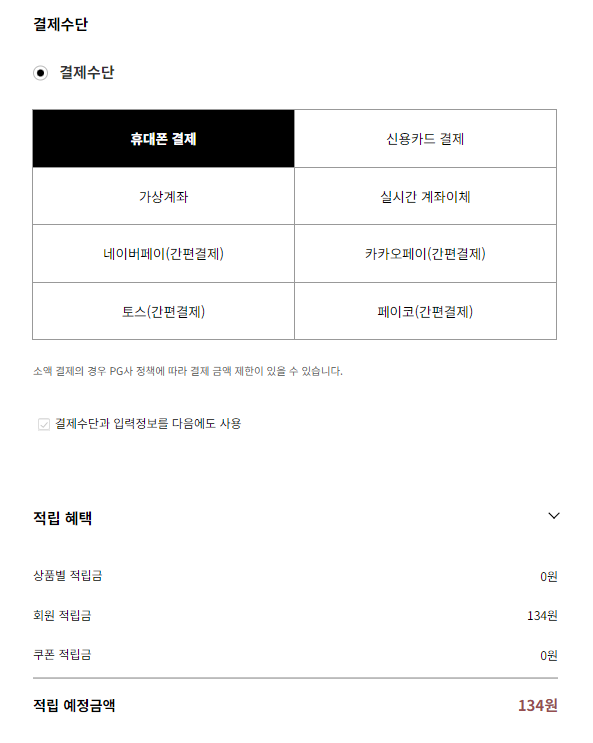 결제수단
결제수단
휴대폰 결제
신용카드 결제
가상계좌
실시간 계좌이체
네이버페이(간편결제)
카카오페이(간편결제)
토스(간편결제)
페이코(간편결제)
소액 결제의 경우 PG사 정책에 따라 결제 금액 제한이 있을 수 있습니다.
결제수단과 입력정보를 다음에도 사용
적립 혜택
상품별 적립금 0원
회원 적립금 134원
쿠폰 적립금 0원
적립 예정금액 134원